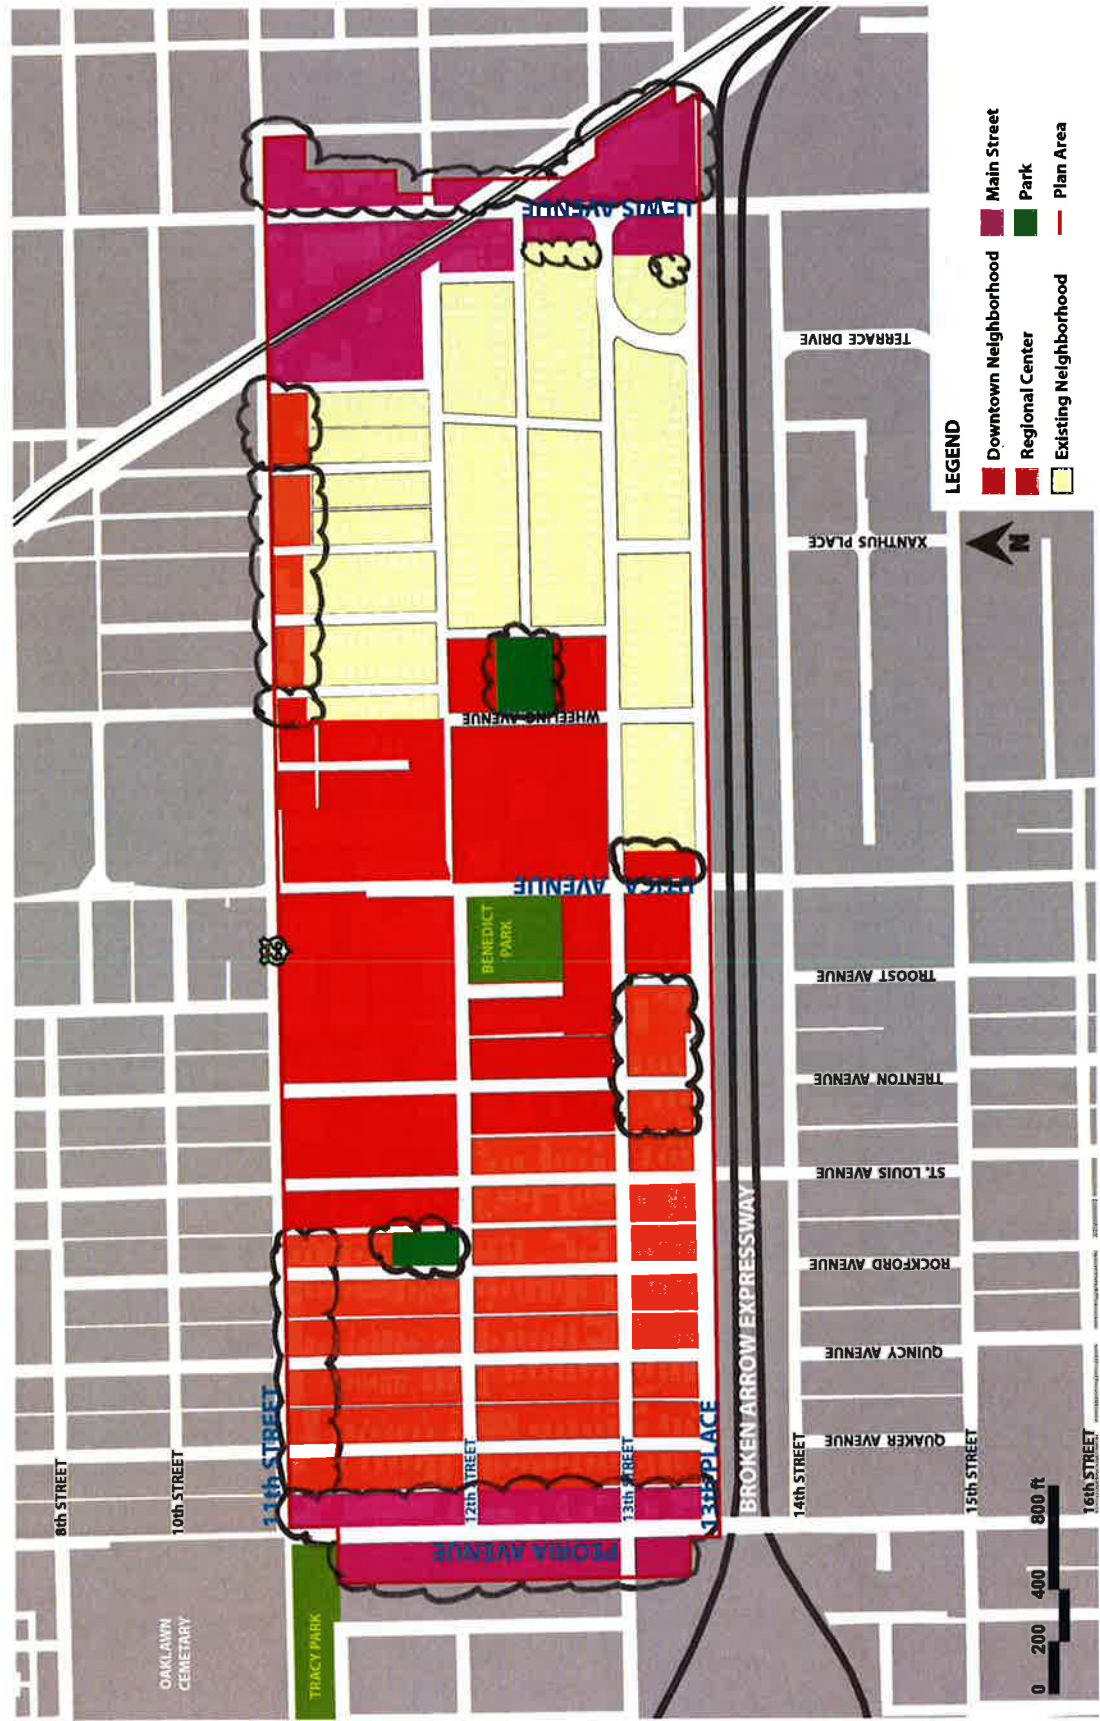 8th STREET
10th STREET
11th STREET
12th STREET
13th STREET
13th PLACE
BROKEN ARROW EXPRESSWAY
14th STREET
15th STREET
16th STREET
OAKLAWN
CEMETARY
TRACY PARK
PEORIA AVENUE
QUAKER AVENUE
QUINCY AVENUE
ROCKFORD AVENUE
ST. LOUIS AVENUE
TRENTON AVENUE
TROOST AVENUE
66
BENEDICT
PARK
UTICA AVENUE
WHEELING AVENUE
XANTHUS PLACE
TERRACE DRIVE
LEWIS AVENUE
N
LEGEND
Downtown Neighborhood
Regional Center
Existing Neighborhood
Main Street
Park
Plan Area
0 200 400 800 ft